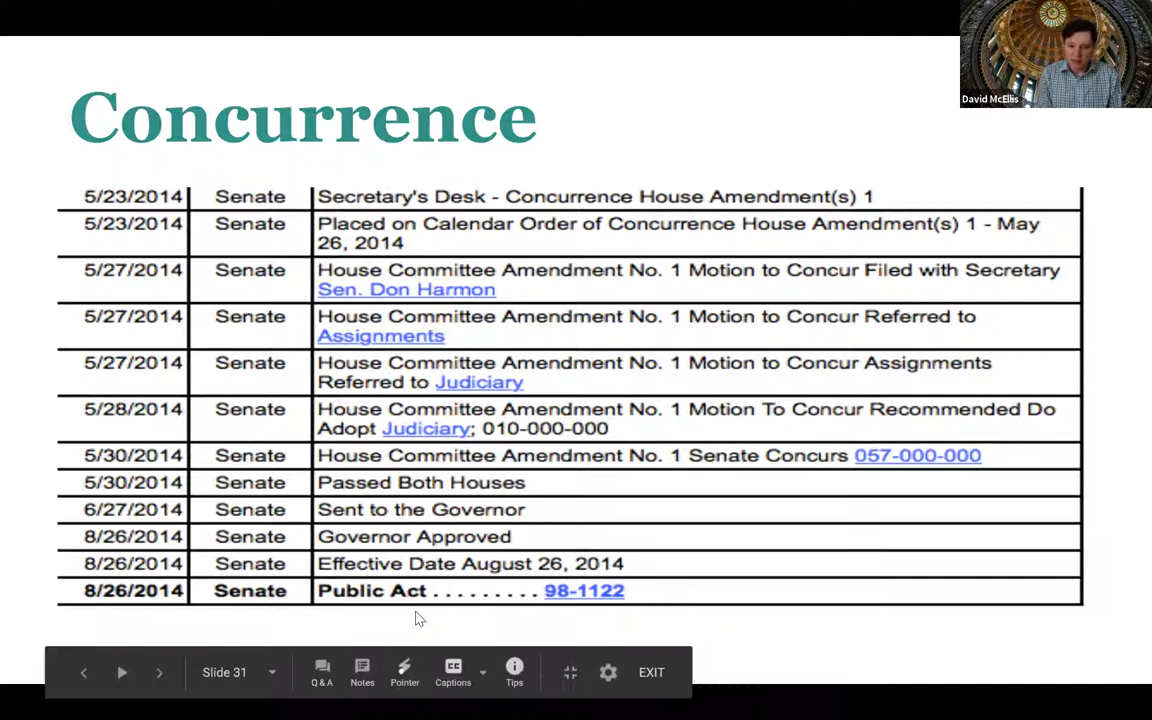 David McEllis
Concurrence
5/23/2014 Senate Secretary's Desk - Concurrence House Amendment(s) 1
5/23/2014 Senate Placed on Calendar Order of Concurrence House Amendment(s) 1 - May
26, 2014
5/27/2014 Senate House Committee Amendment No. 1 Motion to Concur Filed with Secretary
Sen. Don Harmon
5/27/2014 Senate House Committee Amendment No. 1 Motion to Concur Referred to
Assignments
5/27/2014 Senate House Committee Amendment No. 1 Motion to Concur Assignments
Referred to Judiciary
5/28/2014 Senate House Committee Amendment No. 1 Motion To Concur Recommended Do
Adopt Judiciary; 010-000-000
5/30/2014 Senate House Committee Amendment No. 1 Senate Concurs 057-000-000
5/30/2014 Senate Passed Both Houses
6/27/2014 Senate Sent to the Governor
8/26/2014 Senate Governor Approved
8/26/2014 Senate Effective Date August 26, 2014
8/26/2014 Senate Public Act . . . . . . . . . 98-1122
Slide 31 Q & A Notes Pointer CC Captions Tips EXIT